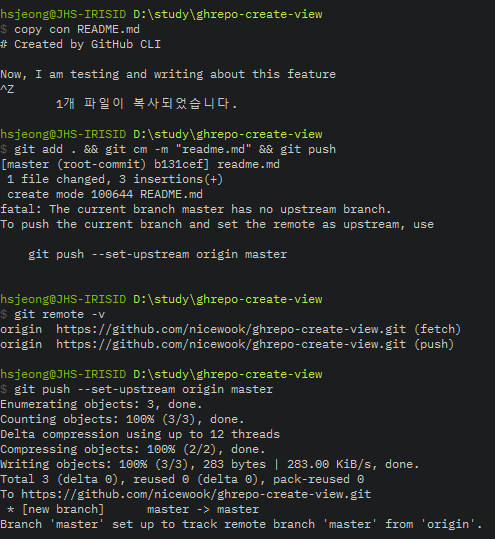 hsjeong@JHS-IRISID D:\study\ghrepo-create-view
$ copy con README.md
# Created by GitHub CLI

Now, I am testing and writing about this feature
^Z
        1개 파일이 복사되었습니다.

hsjeong@JHS-IRISID D:\study\ghrepo-create-view
$ git add . && git cm -m "readme.md" && git push
[master (root-commit) b131cef] readme.md
 1 file changed, 3 insertions(+)
 create mode 100644 README.md
fatal: The current branch master has no upstream branch.
To push the current branch and set the remote as upstream, use

    git push --set-upstream origin master


hsjeong@JHS-IRISID D:\study\ghrepo-create-view
$ git remote -v
origin  https://github.com/nicewook/ghrepo-create-view.git (fetch)
origin  https://github.com/nicewook/ghrepo-create-view.git (push)

hsjeong@JHS-IRISID D:\study\ghrepo-create-view
$ git push --set-upstream origin master
Enumerating objects: 3, done.
Counting objects: 100% (3/3), done.
Delta compression using up to 12 threads
Compressing objects: 100% (2/2), done.
Writing objects: 100% (3/3), 283 bytes | 283.00 KiB/s, done.
Total 3 (delta 0), reused 0 (delta 0), pack-reused 0
To https://github.com/nicewook/ghrepo-create-view.git
 * [new branch]      master -> master
Branch 'master' set up to track remote branch 'master' from 'origin'.